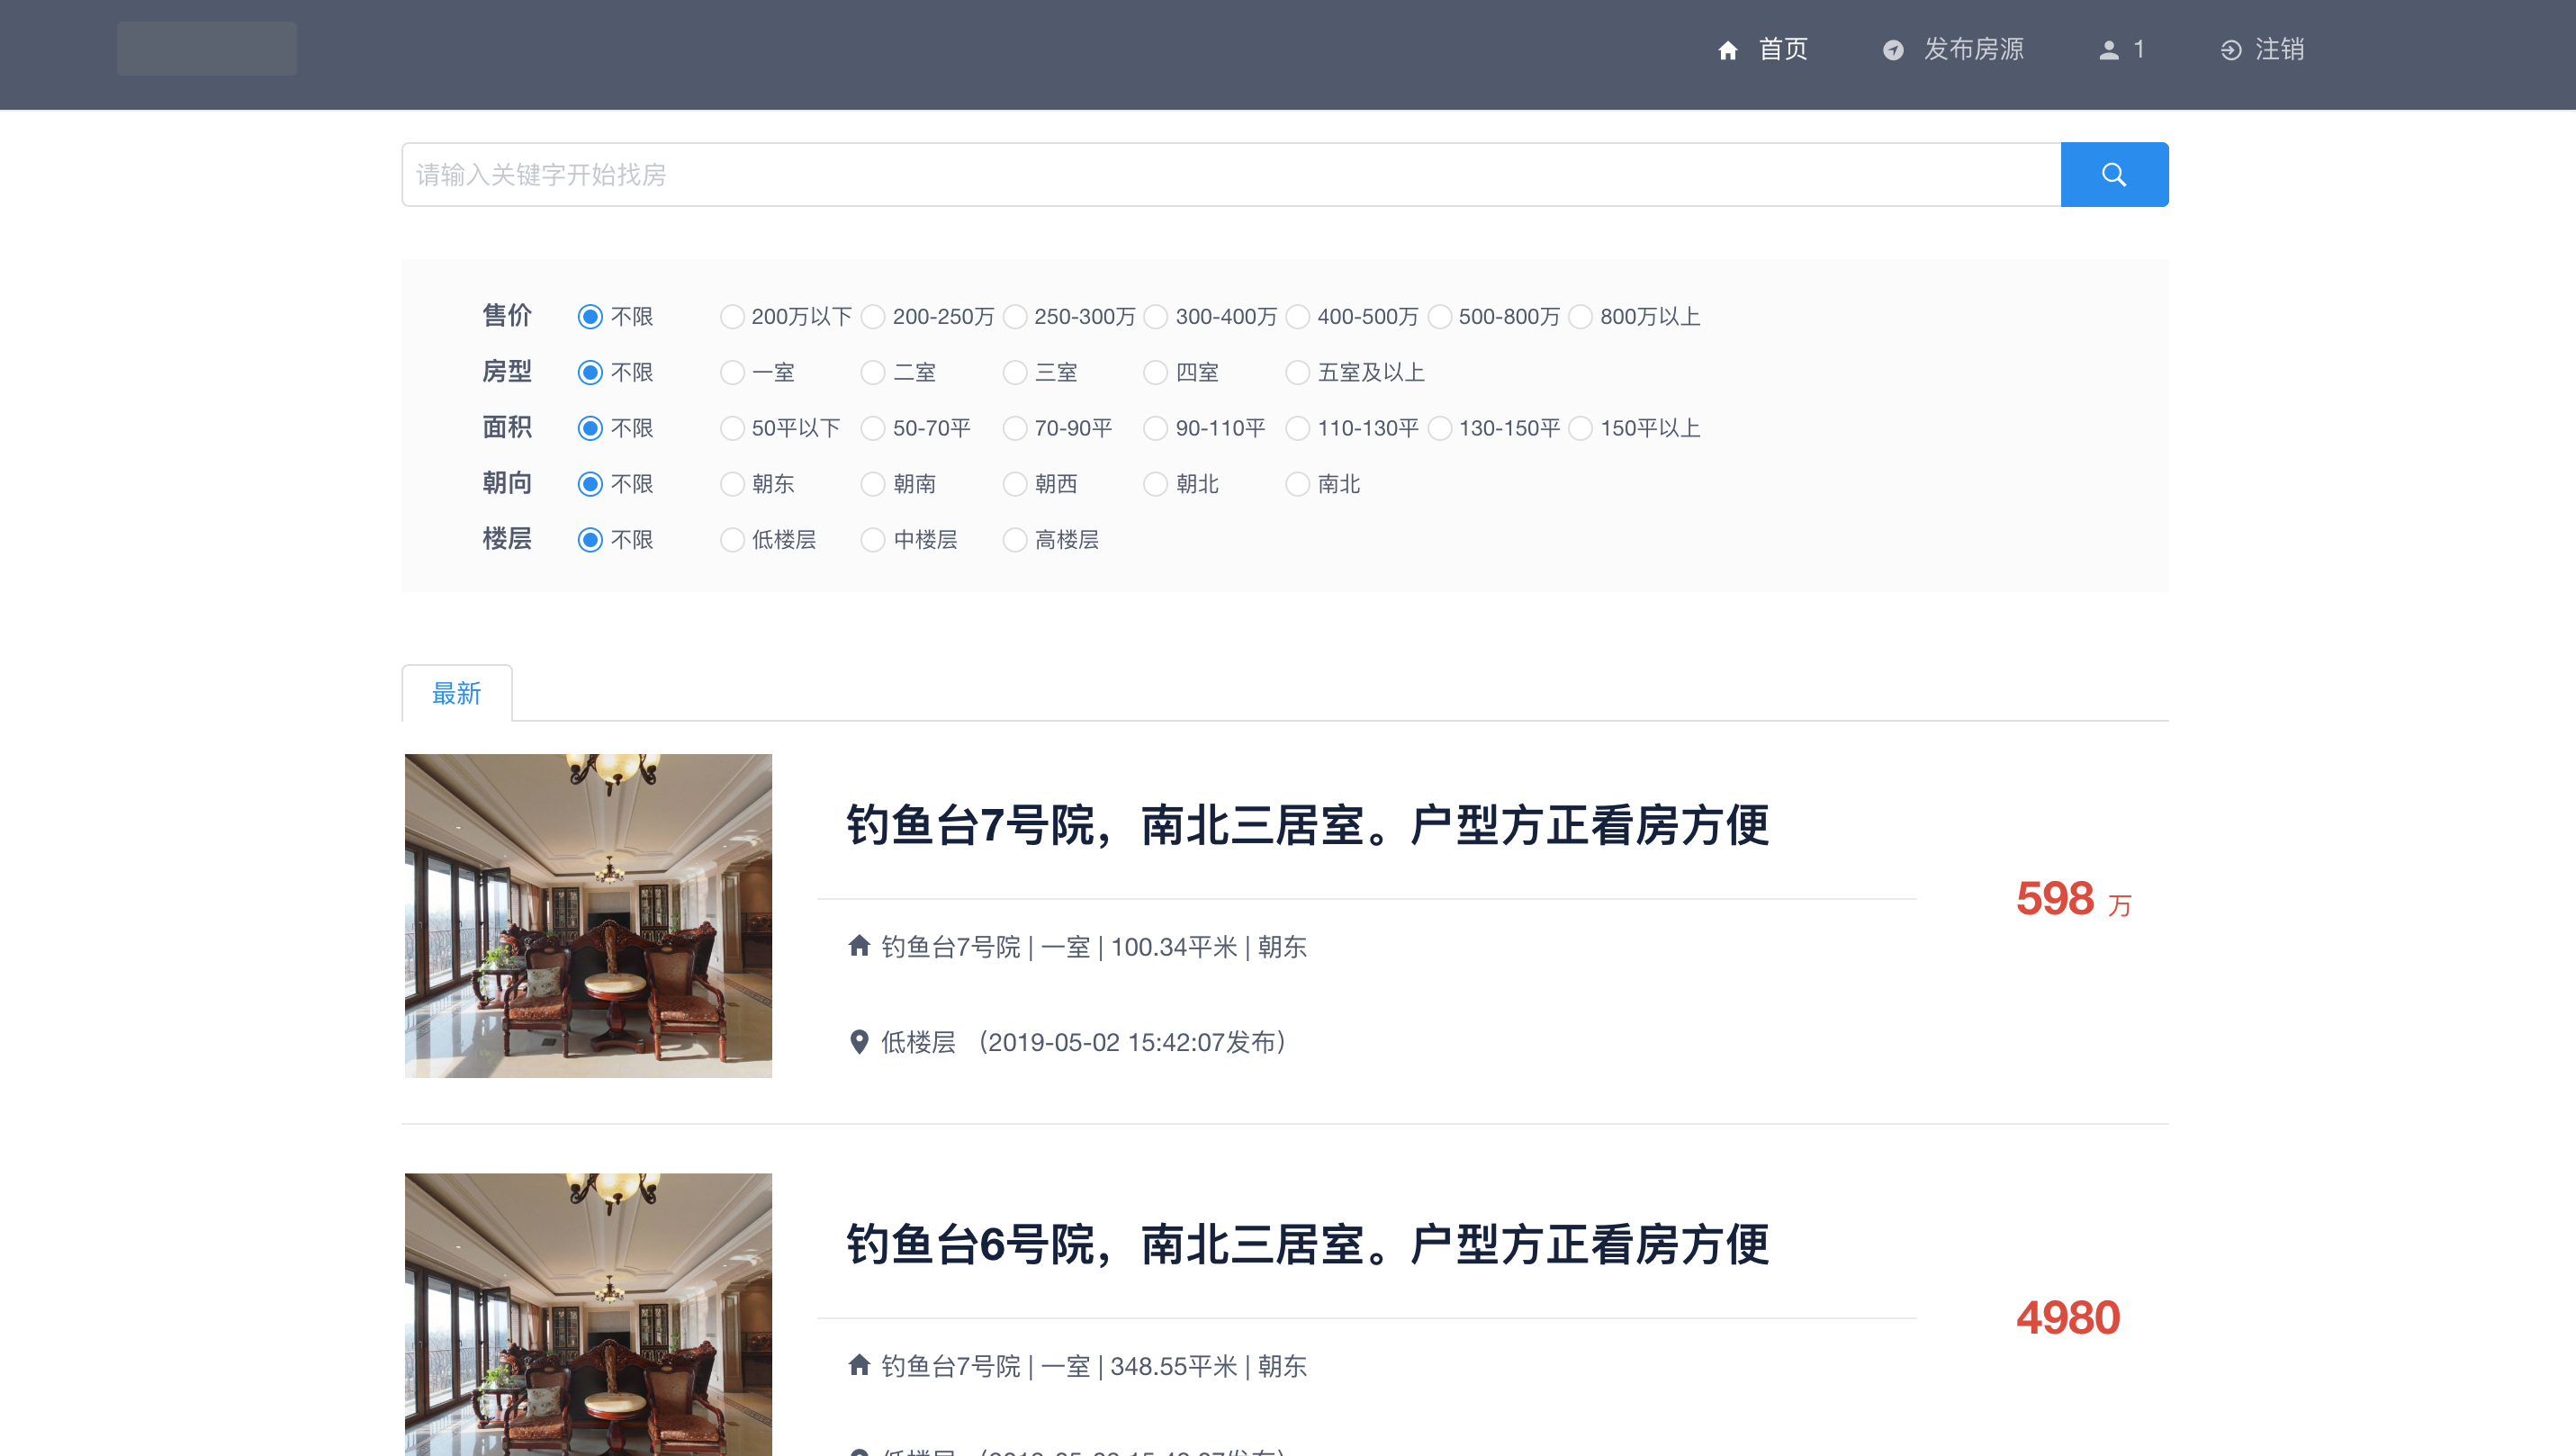 首页 发布房源 1 注销
请输入关键字开始找房
售价 不限 200万以下 200-250万 250-300万 300-400万 400-500万 500-800万 800万以上
房型 不限 一室 二室 三室 四室 五室及以上
面积 不限 50平以下 50-70平 70-90平 90-110平 110-130平 130-150平 150平以上
朝向 不限 朝东 朝南 朝西 朝北 南北
楼层 不限 低楼层 中楼层 高楼层
最新
钓鱼台7号院，南北三居室。户型方正看房方便
598 万
钓鱼台7号院 | 一室 | 100.34平米 | 朝东
低楼层 （2019-05-02 15:42:07发布）
钓鱼台6号院，南北三居室。户型方正看房方便
4980
钓鱼台7号院 | 一室 | 348.55平米 | 朝东